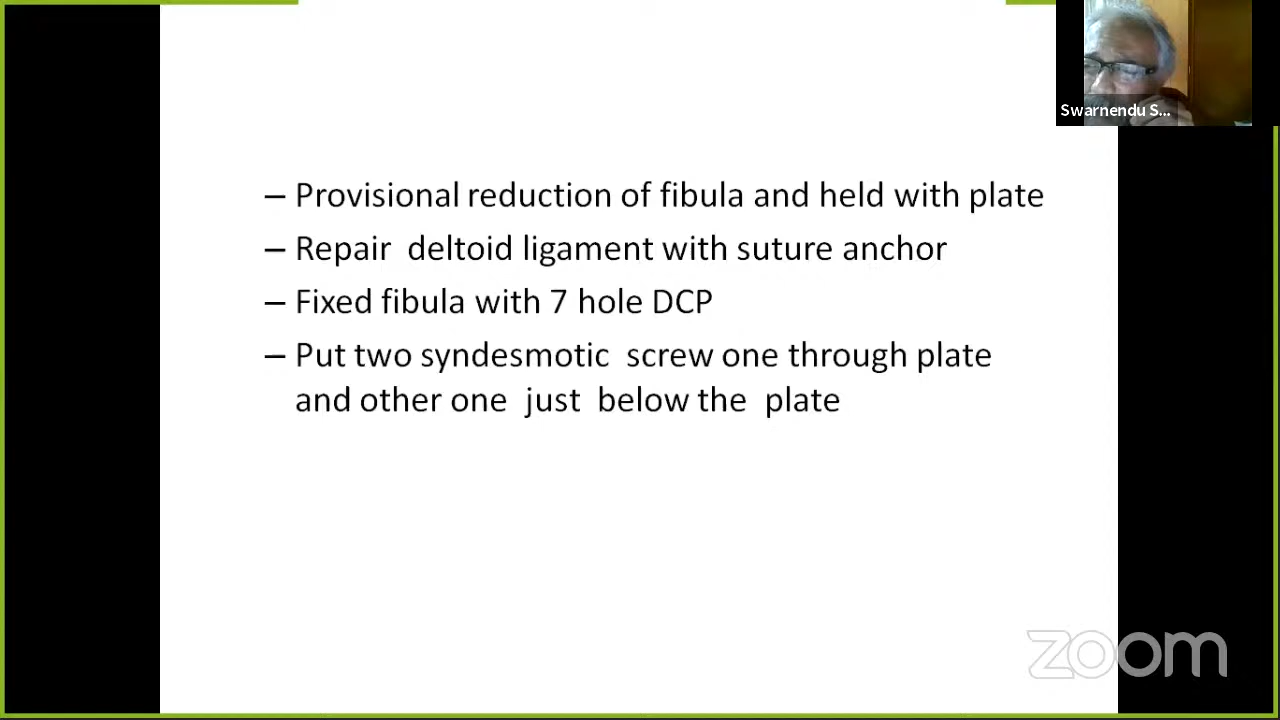 Swarnendu S...
– Provisional reduction of fibula and held with plate
– Repair deltoid ligament with suture anchor
– Fixed fibula with 7 hole DCP
– Put two syndesmotic screw one through plate
and other one just below the plate
zoom